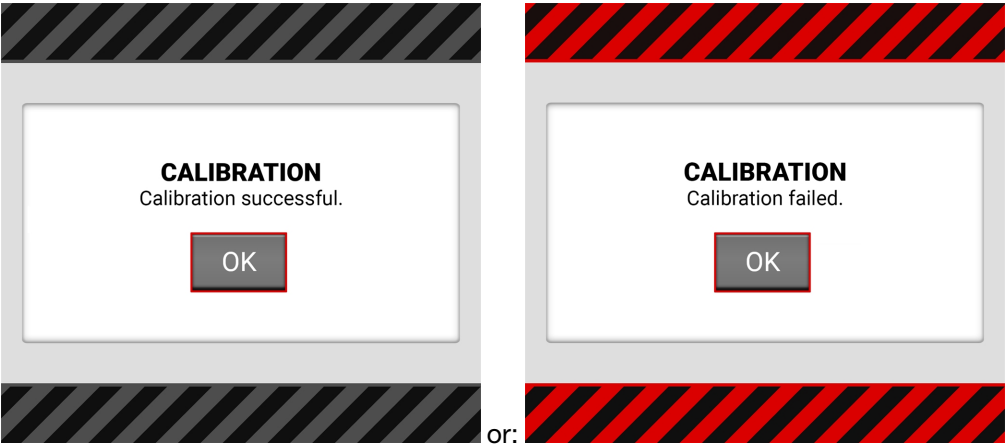 CALIBRATION
Calibration successful.
OK
or:
CALIBRATION
Calibration failed.
OK